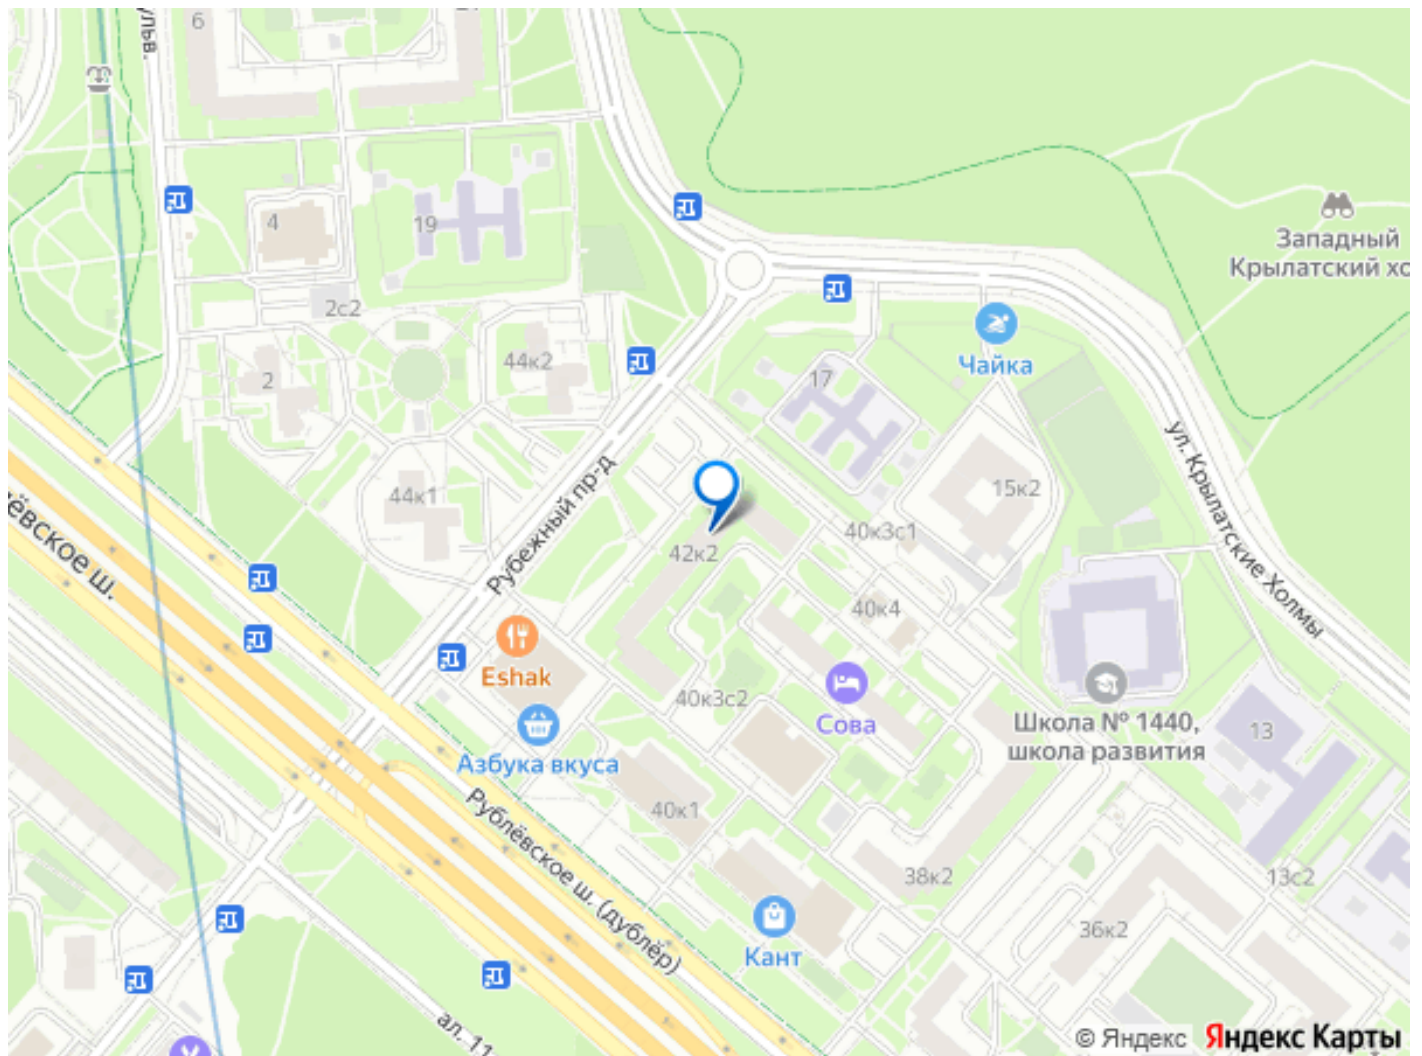 6
4
19
2с2
44к2
2
17
Западный
Крылатский хо
Чайка
44к1
Рубежный пр-д
42к2
15к2
40к3с1
40к4
ул. Крылатские Холмы
ёвское ш.
Eshak
40к3с2
Сова
Школа № 1440,
школа развития
13
Азбука вкуса
40к1
Рублёвское ш. (дублёр)
38к2
13с2
36к2
Кант
ал. 11
© Яндекс Яндекс Карты